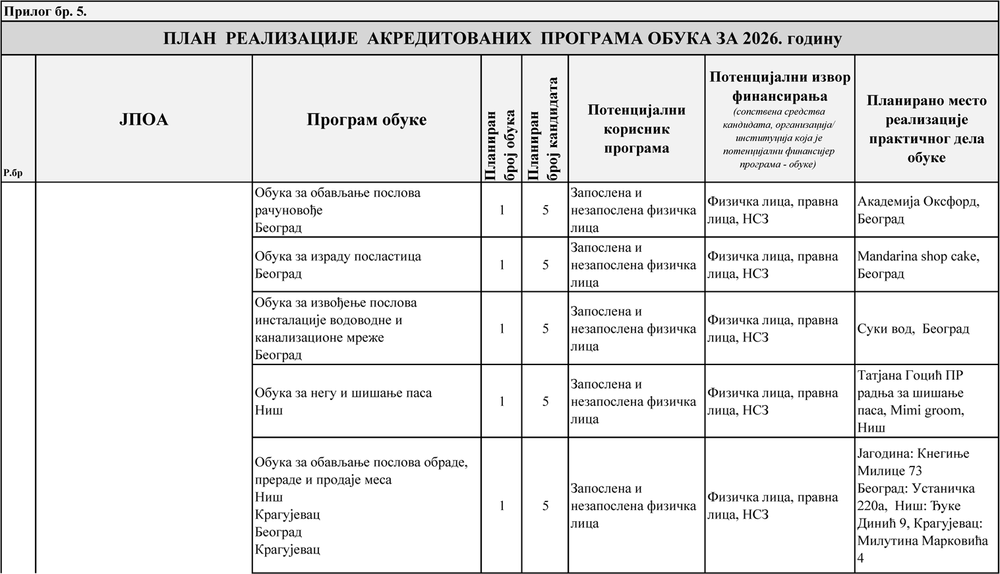 Прилог бр. 5.
ПЛАН РЕАЛИЗАЦИЈЕ АКРЕДИТОВАНИХ ПРОГРАМА ОБУКА ЗА 2026. годину
Р.бр
ЈПОА
Програм обуке
Планиран
број обука
Планиран
број кандидата
Потенцијални
корисник
програма
Потенцијални извор
финансирања
(сопствена средства
кандидата, организација/
институција која је
потенцијални финансијер
програма - обуке)
Планирано место
реализације
практичног дела
обуке
Обука за обављање послова
рачуновође
Београд
1
5
Запослена и
незапослена физичка
лица
Физичка лица, правна
лица, НСЗ
Академија Оксфорд,
Београд
Обука за израду посластица
Београд
1
5
Запослена и
незапослена физичка
лица
Физичка лица, правна
лица, НСЗ
Mandarina shop cake,
Београд
Обука за извођење послова
инсталације водоводне и
канализационе мреже
Београд
1
5
Запослена и
незапослена физичка
лица
Физичка лица, правна
лица, НСЗ
Суки вод, Београд
Обука за негу и шишање паса
Ниш
1
5
Запослена и
незапослена физичка
лица
Физичка лица, правна
лица, НСЗ
Татјана Гоцић ПР
радња за шишање
паса, Mimi groom,
Ниш
Обука за обављање послова обраде,
прераде и продаје меса
Ниш
Крагујевац
Београд
Крагујевац
1
5
Запослена и
незапослена физичка
лица
Физичка лица, правна
лица, НСЗ
Јагодина: Кнегиње
Милице 73
Београд: Устаничка
220а, Ниш: Ђуке
Динић 9, Крагујевац:
Милутина Марковића
4